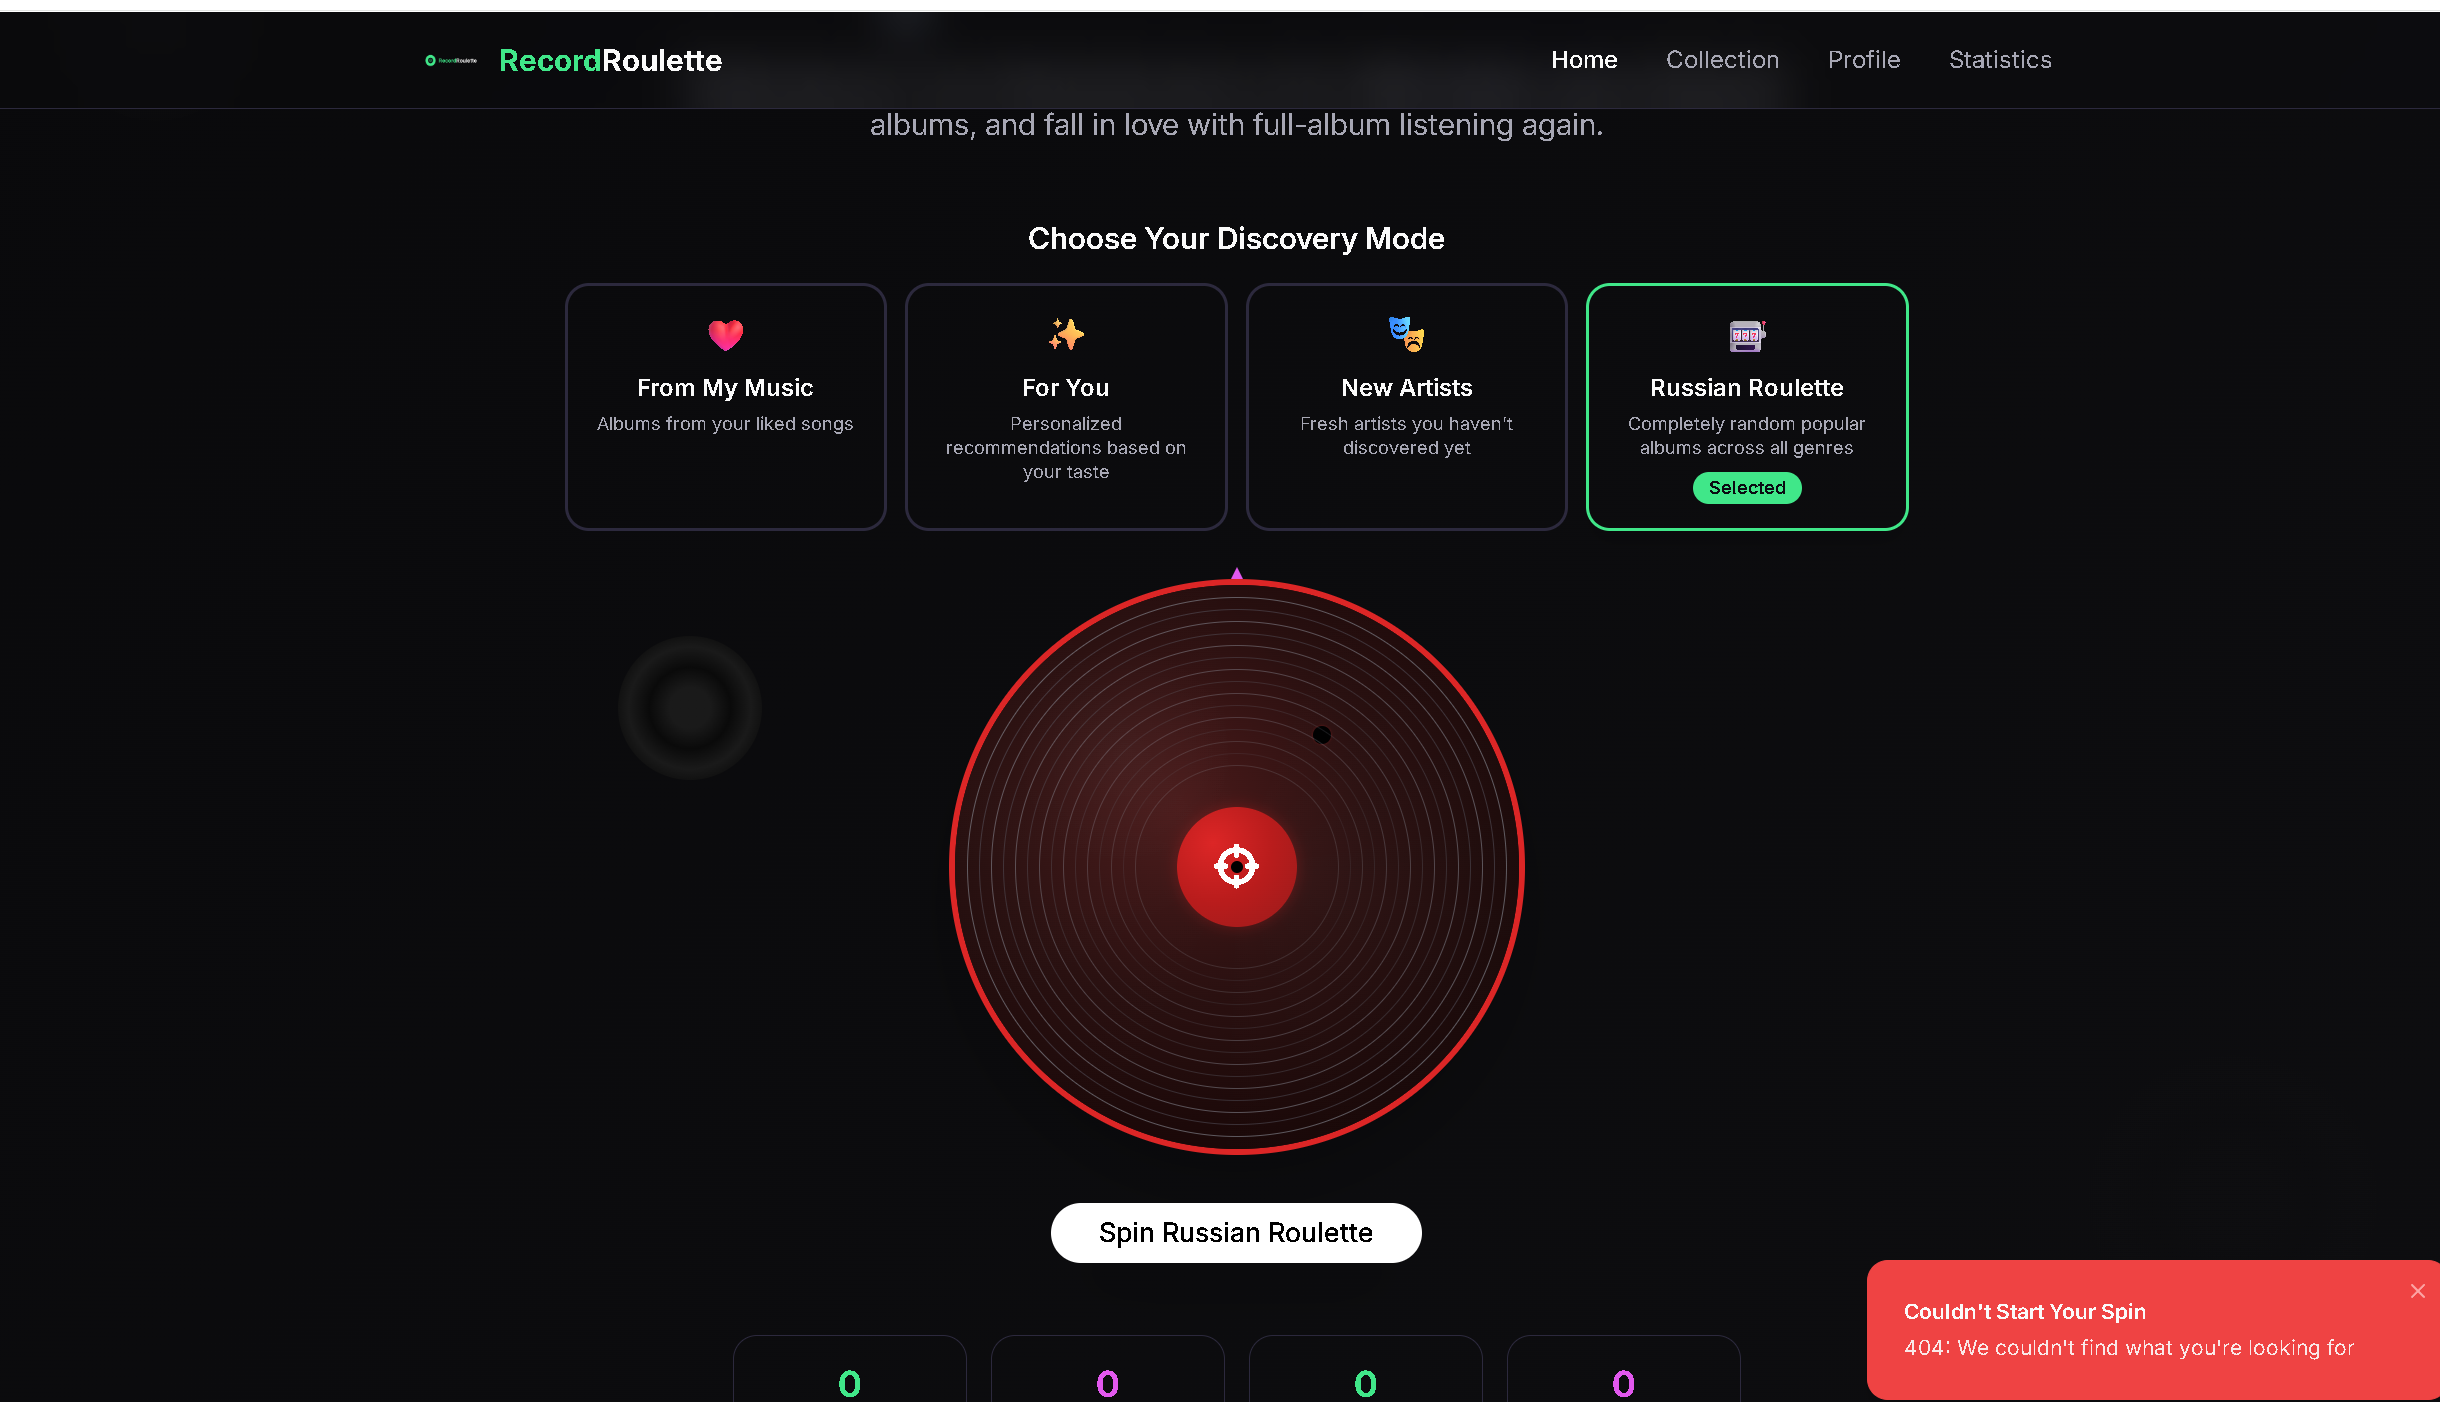 RecordRoulette
RecordRoulette
Home
Collection
Profile
Statistics
albums, and fall in love with full-album listening again.
Choose Your Discovery Mode
From My Music
Albums from your liked songs
For You
Personalized
recommendations based on
your taste
New Artists
Fresh artists you haven't
discovered yet
Russian Roulette
Completely random popular
albums across all genres
Selected
Spin Russian Roulette
0
0
0
0
Couldn't Start Your Spin
404: We couldn't find what you're looking for